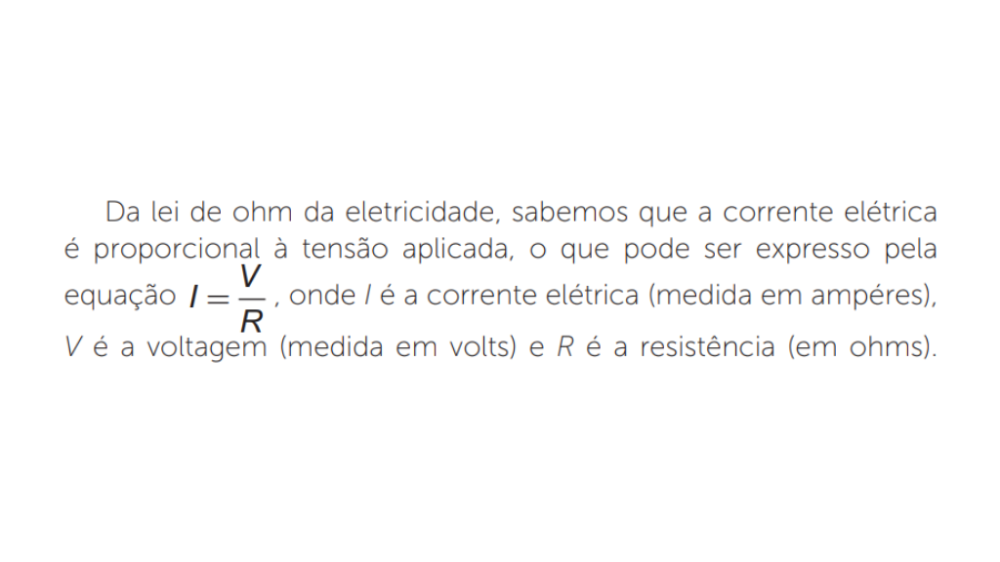 Da lei de ohm da eletricidade, sabemos que a corrente elétrica
é proporcional à tensão aplicada, o que pode ser expresso pela
equação I = V/R, onde I é a corrente elétrica (medida em ampéres),
V é a voltagem (medida em volts) e R é a resistência (em ohms).